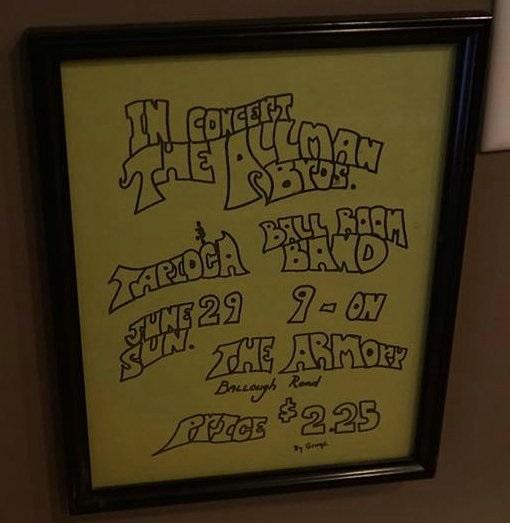 IN CONCERT
THE ALLMAN
BROS.
TAPIOCA BALL ROOM
BAND
JUNE 29 9 - ON
SUN.
THE ARMORY
Ballough Road
PRICE $2.25
By